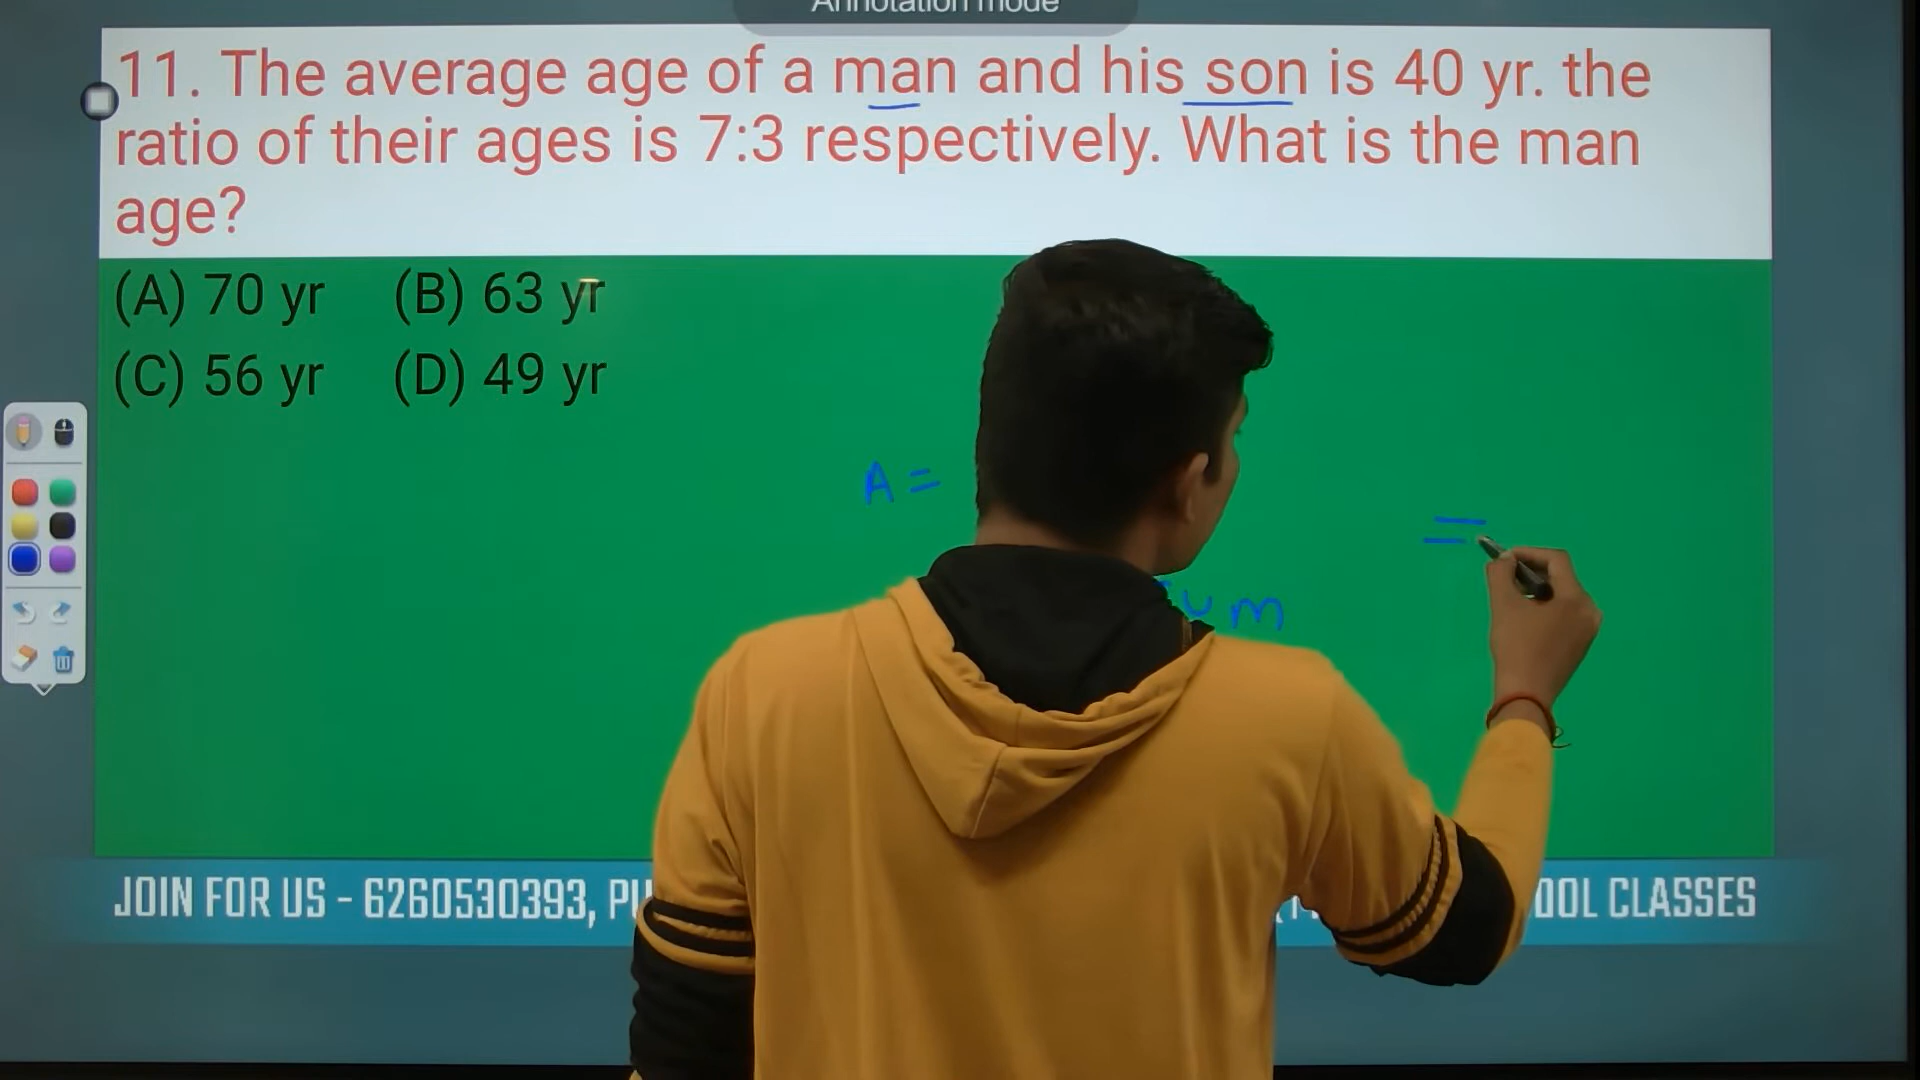 Annotation mode
11. The average age of a man and his son is 40 yr. the
ratio of their ages is 7:3 respectively. What is the man
age?
(A) 70 yr (B) 63 yr
(C) 56 yr (D) 49 yr
A =
=
um
JOIN FOR US - 6260530393, OOL CLASSES